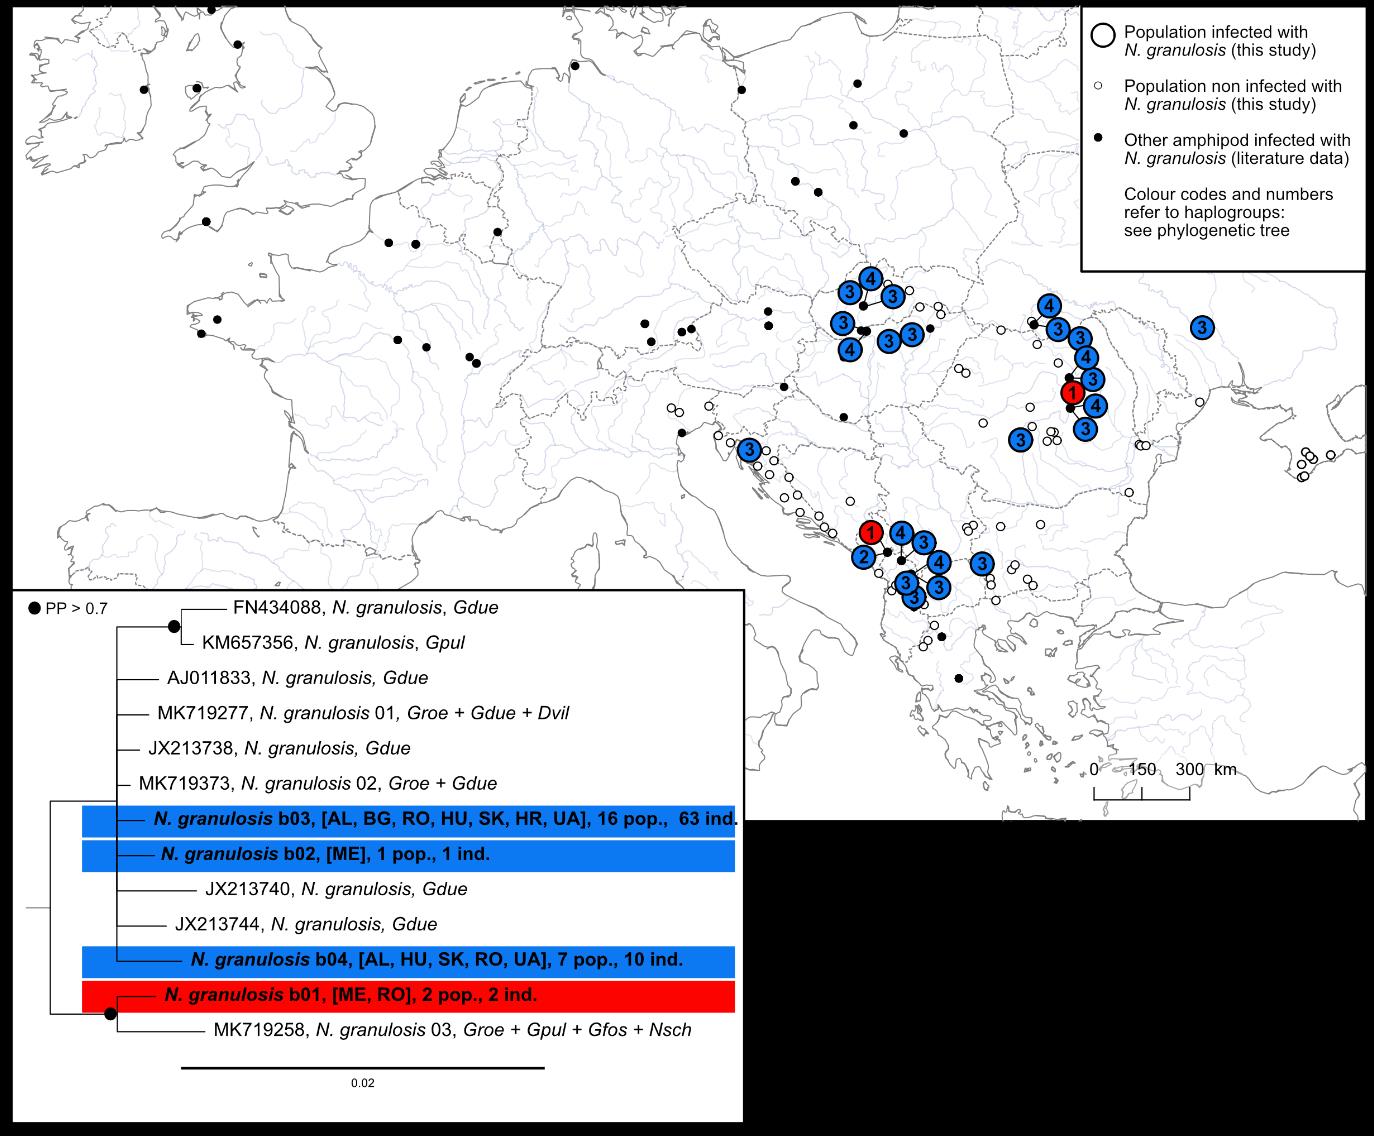 Population infected with
N. granulosis (this study)
Population non infected with
N. granulosis (this study)
Other amphipod infected with
N. granulosis (literature data)
Colour codes and numbers
refer to haplogroups:
see phylogenetic tree
4
3
3
3
3
3
4
4
3
3
4
3
1
4
3
3
3
3
1
4
3
2
4
3
3
3
3
0 150 300 km
PP > 0.7
FN434088, N. granulosis, Gdue
KM657356, N. granulosis, Gpul
AJ011833, N. granulosis, Gdue
MK719277, N. granulosis 01, Groe + Gdue + Dvil
JX213738, N. granulosis, Gdue
MK719373, N. granulosis 02, Groe + Gdue
N. granulosis b03, [AL, BG, RO, HU, SK, HR, UA], 16 pop., 63 ind.
N. granulosis b02, [ME], 1 pop., 1 ind.
JX213740, N. granulosis, Gdue
JX213744, N. granulosis, Gdue
N. granulosis b04, [AL, HU, SK, RO, UA], 7 pop., 10 ind.
N. granulosis b01, [ME, RO], 2 pop., 2 ind.
MK719258, N. granulosis 03, Groe + Gpul + Gfos + Nsch
0.02